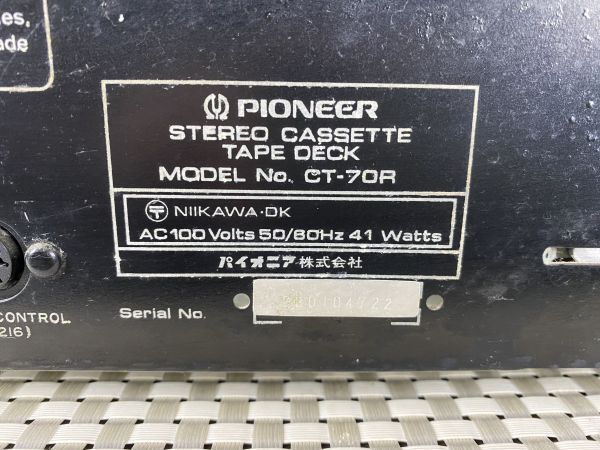 es,
ade
PIONEER
STEREO CASSETTE
TAPE DECK
MODEL No. CT-70R
〒 NIIKAWA·DK
AC100 Volts 50/60Hz 41 Watts
パイオニア株式会社
Serial No.
CONTROL
216)